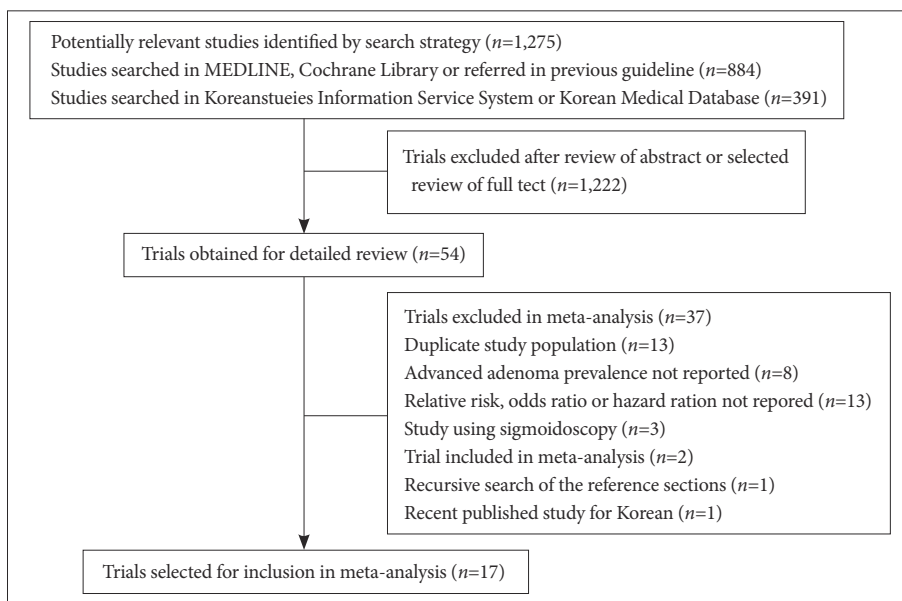 Potentially relevant studies identified by search strategy (n=1,275)
Studies searched in MEDLINE, Cochrane Library or referred in previous guideline (n=884)
Studies searched in Koreanstueies Information Service System or Korean Medical Database (n=391)
Trials excluded after review of abstract or selected
review of full tect (n=1,222)
Trials obtained for detailed review (n=54)
Trials excluded in meta-analysis (n=37)
Duplicate study population (n=13)
Advanced adenoma prevalence not reported (n=8)
Relative risk, odds ratio or hazard ration not repored (n=13)
Study using sigmoidoscopy (n=3)
Trial included in meta-analysis (n=2)
Recursive search of the reference sections (n=1)
Recent published study for Korean (n=1)
Trials selected for inclusion in meta-analysis (n=17)